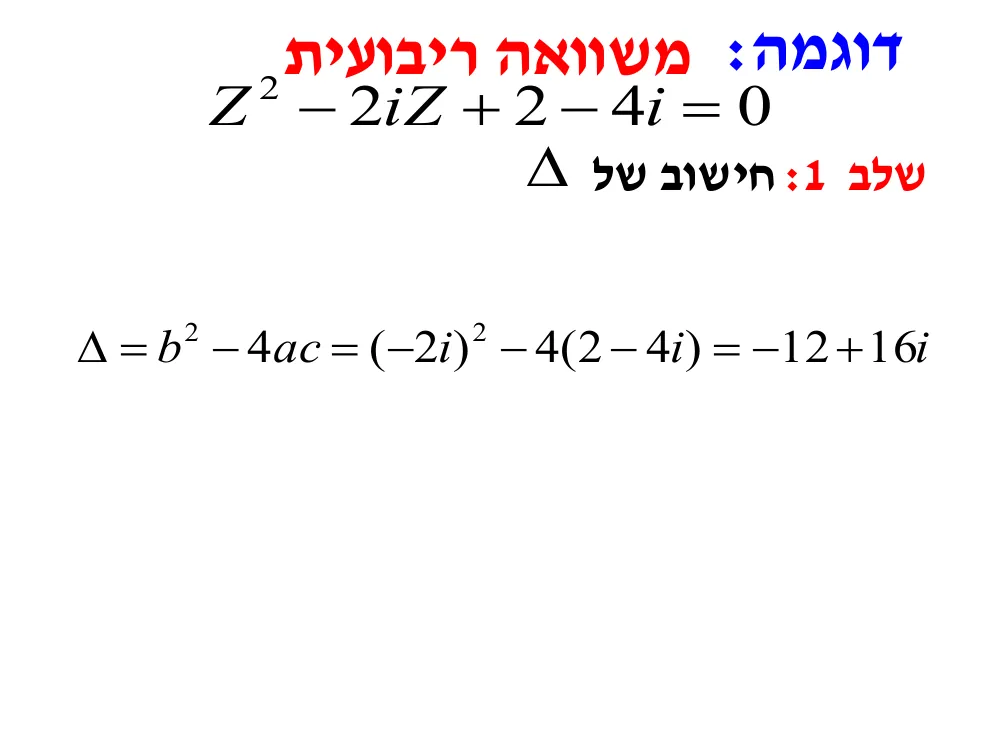 דוגמה: משוואה ריבועית
Z² − 2iZ + 2 − 4i = 0
שלב 1: חישוב של Δ
Δ = b² − 4ac = (−2i)² − 4(2 − 4i) = −12 + 16i